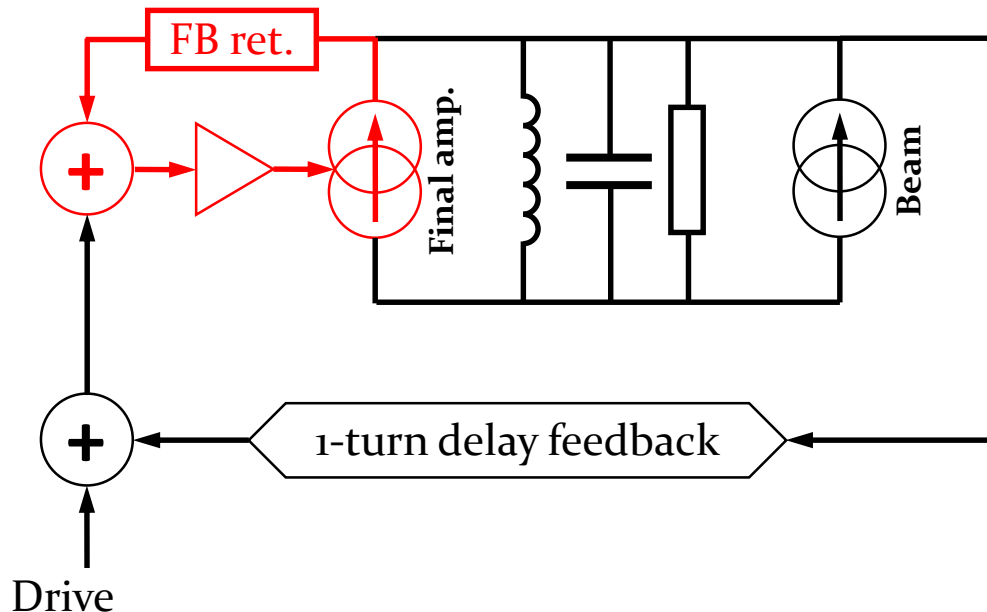 FB ret.
+
Final amp.
Beam
+
1-turn delay feedback
Drive